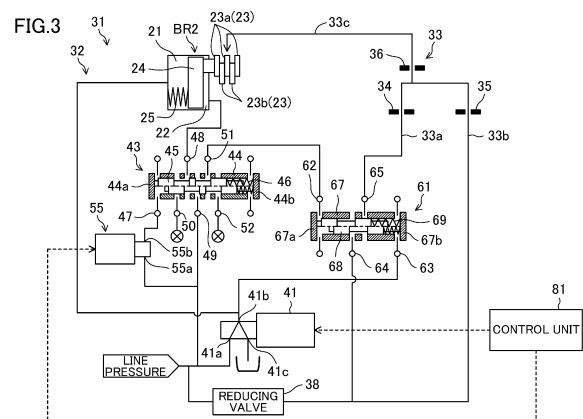 FIG.3
31
32
21
BR2
24
25
22
23a(23)
23b(23)
33c
33
36
34
35
33a
33b
48
51
43
45
44
46
44a
44b
47
50
49
52
62
65
67
61
69
67a
67b
68
64
63
55
55b
55a
41b
41
41a
41c
81
CONTROL UNIT
LINE
PRESSURE
REDUCING
VALVE
38